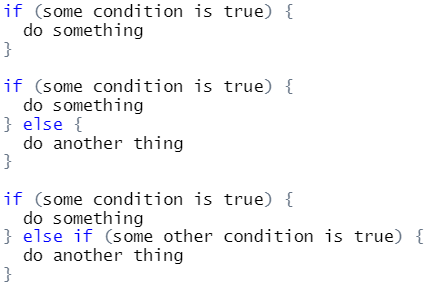 if (some condition is true) {
  do something
}

if (some condition is true) {
  do something
} else {
  do another thing
}

if (some condition is true) {
  do something
} else if (some other condition is true) {
  do another thing
}